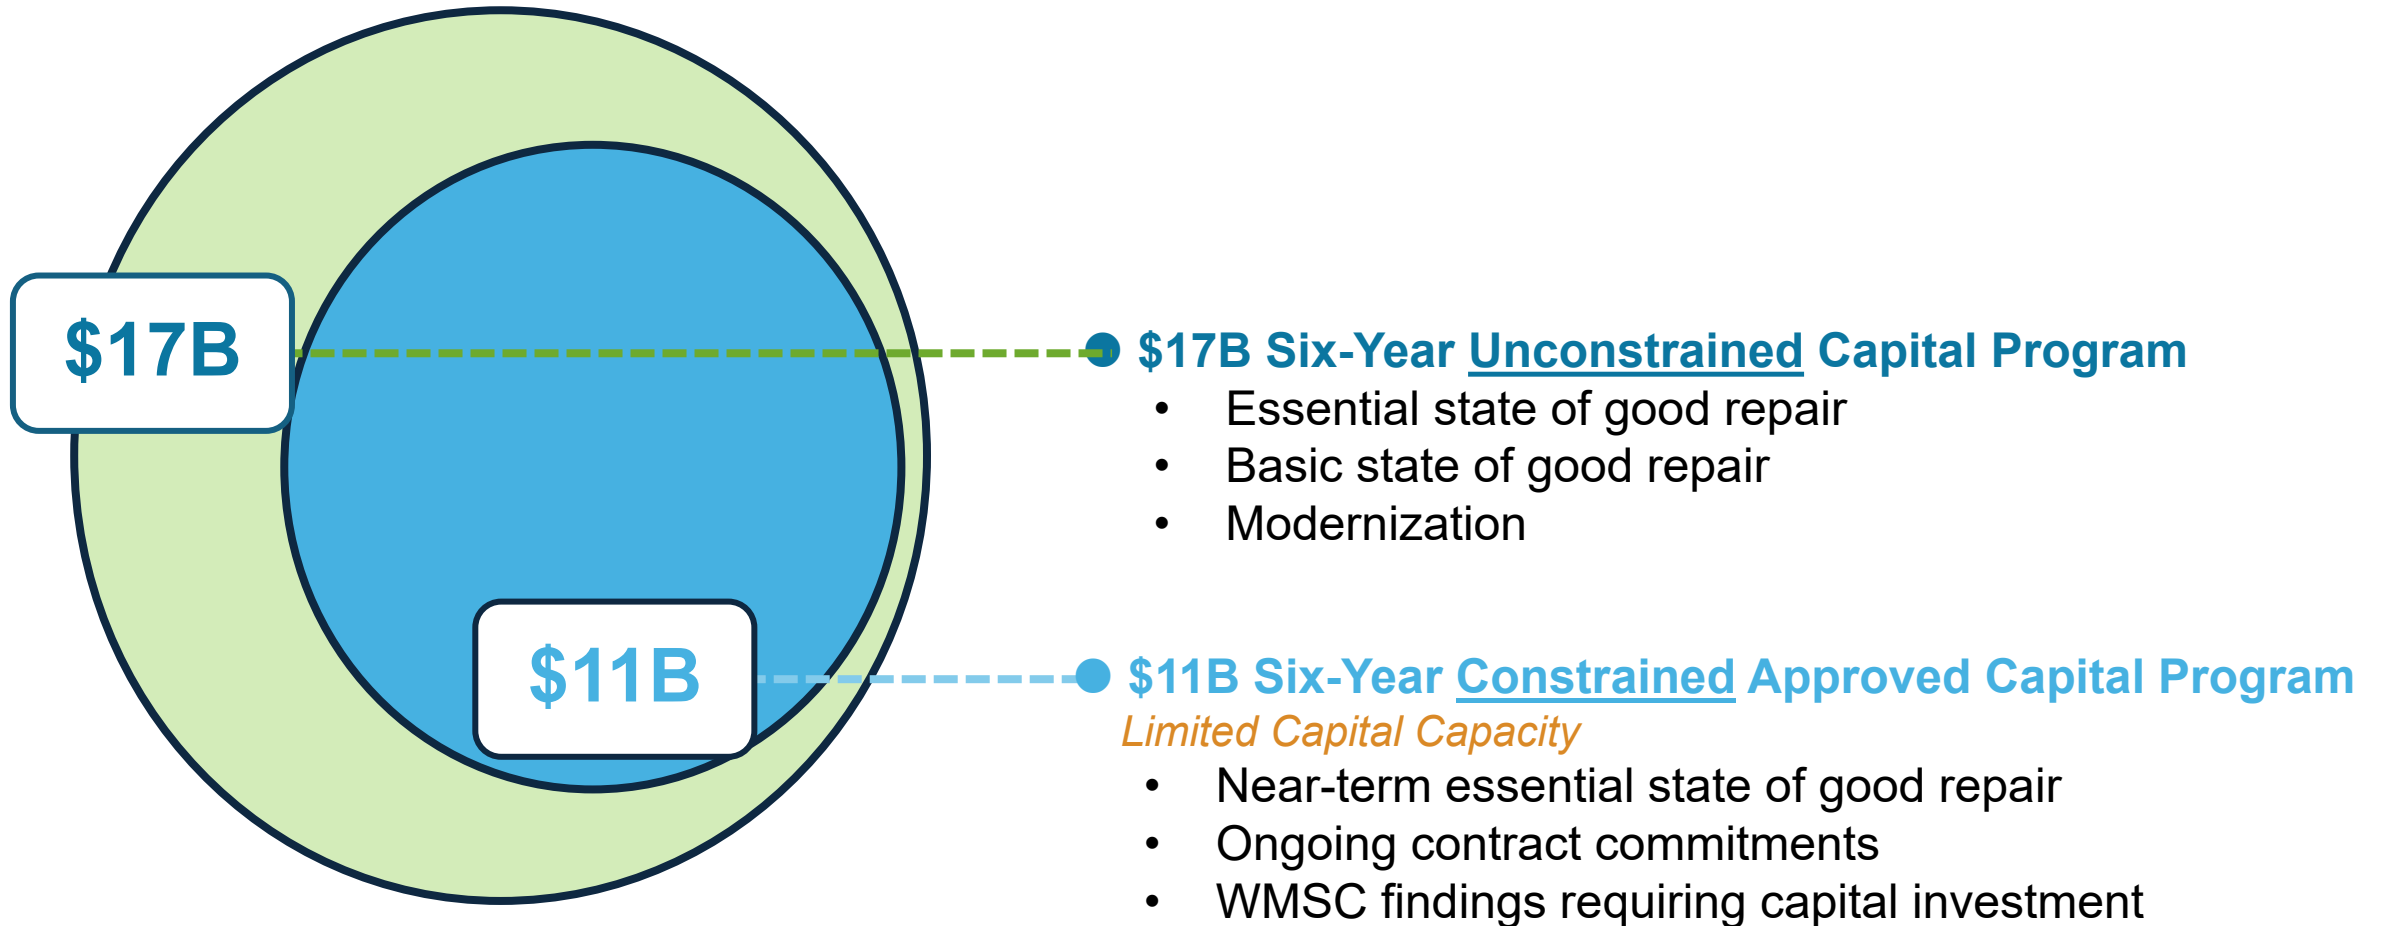 $17B
$17B Six-Year Unconstrained Capital Program
• Essential state of good repair
• Basic state of good repair
• Modernization
$11B
$11B Six-Year Constrained Approved Capital Program
Limited Capital Capacity
• Near-term essential state of good repair
• Ongoing contract commitments
• WMSC findings requiring capital investment